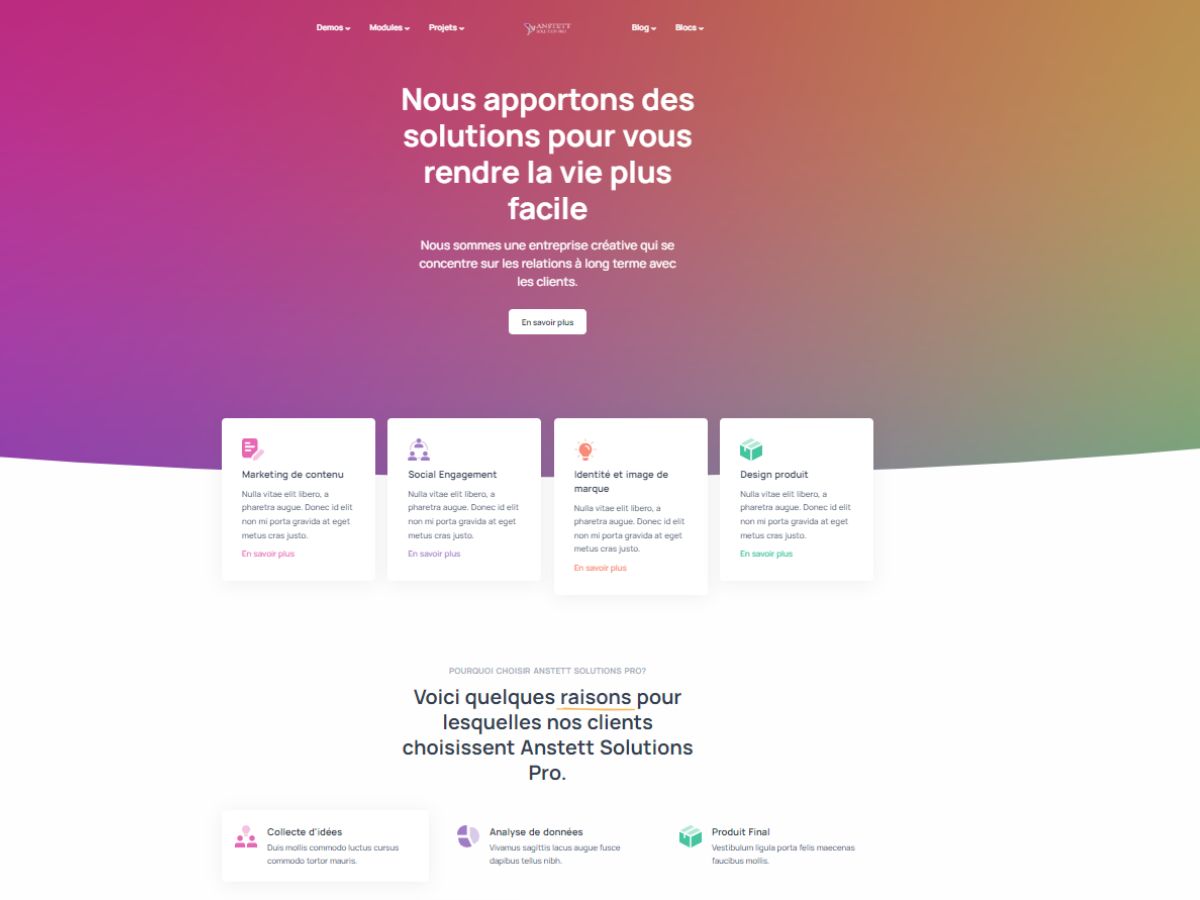 Demos Modules Projets ANSTETT Blog Blocs
SOLUTION PRO
Nous apportons des
solutions pour vous
rendre la vie plus
facile
Nous sommes une entreprise créative qui se
concentre sur les relations à long terme avec
les clients.
En savoir plus
Marketing de contenu
Nulla vitae elit libero, a
pharetra augue. Donec id elit
non mi porta gravida at eget
metus cras justo.
En savoir plus
Social Engagement
Nulla vitae elit libero, a
pharetra augue. Donec id elit
non mi porta gravida at eget
metus cras justo.
En savoir plus
Identité et image de
marque
Nulla vitae elit libero, a
pharetra augue. Donec id elit
non mi porta gravida at eget
metus cras justo.
En savoir plus
Design produit
Nulla vitae elit libero, a
pharetra augue. Donec id elit
non mi porta gravida at eget
metus cras justo.
En savoir plus
POURQUOI CHOISIR ANSTETT SOLUTIONS PRO?
Voici quelques raisons pour
lesquelles nos clients
choisissent Anstett Solutions
Pro.
Collecte d'idées
Duis mollis commodo luctus cursus
commodo tortor mauris.
Analyse de données
Vivamus sagittis lacus augue fusce
dapibus tellus nibh.
Produit Final
Vestibulum ligula porta felis maecenas
faucibus mollis.